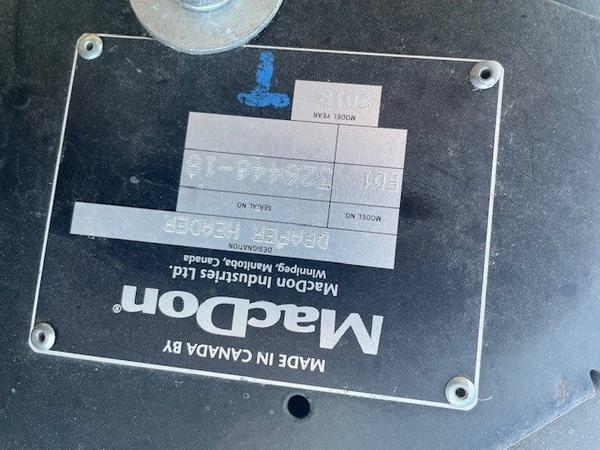 MADE IN CANADA BY
MacDon®
MacDon Industries Ltd.
Winnipeg, Manitoba, Canada
DESIGNATION
DRAPER HEADER
MODEL NO
SERIAL NO
FD1
326446-18
MODEL YEAR
2018